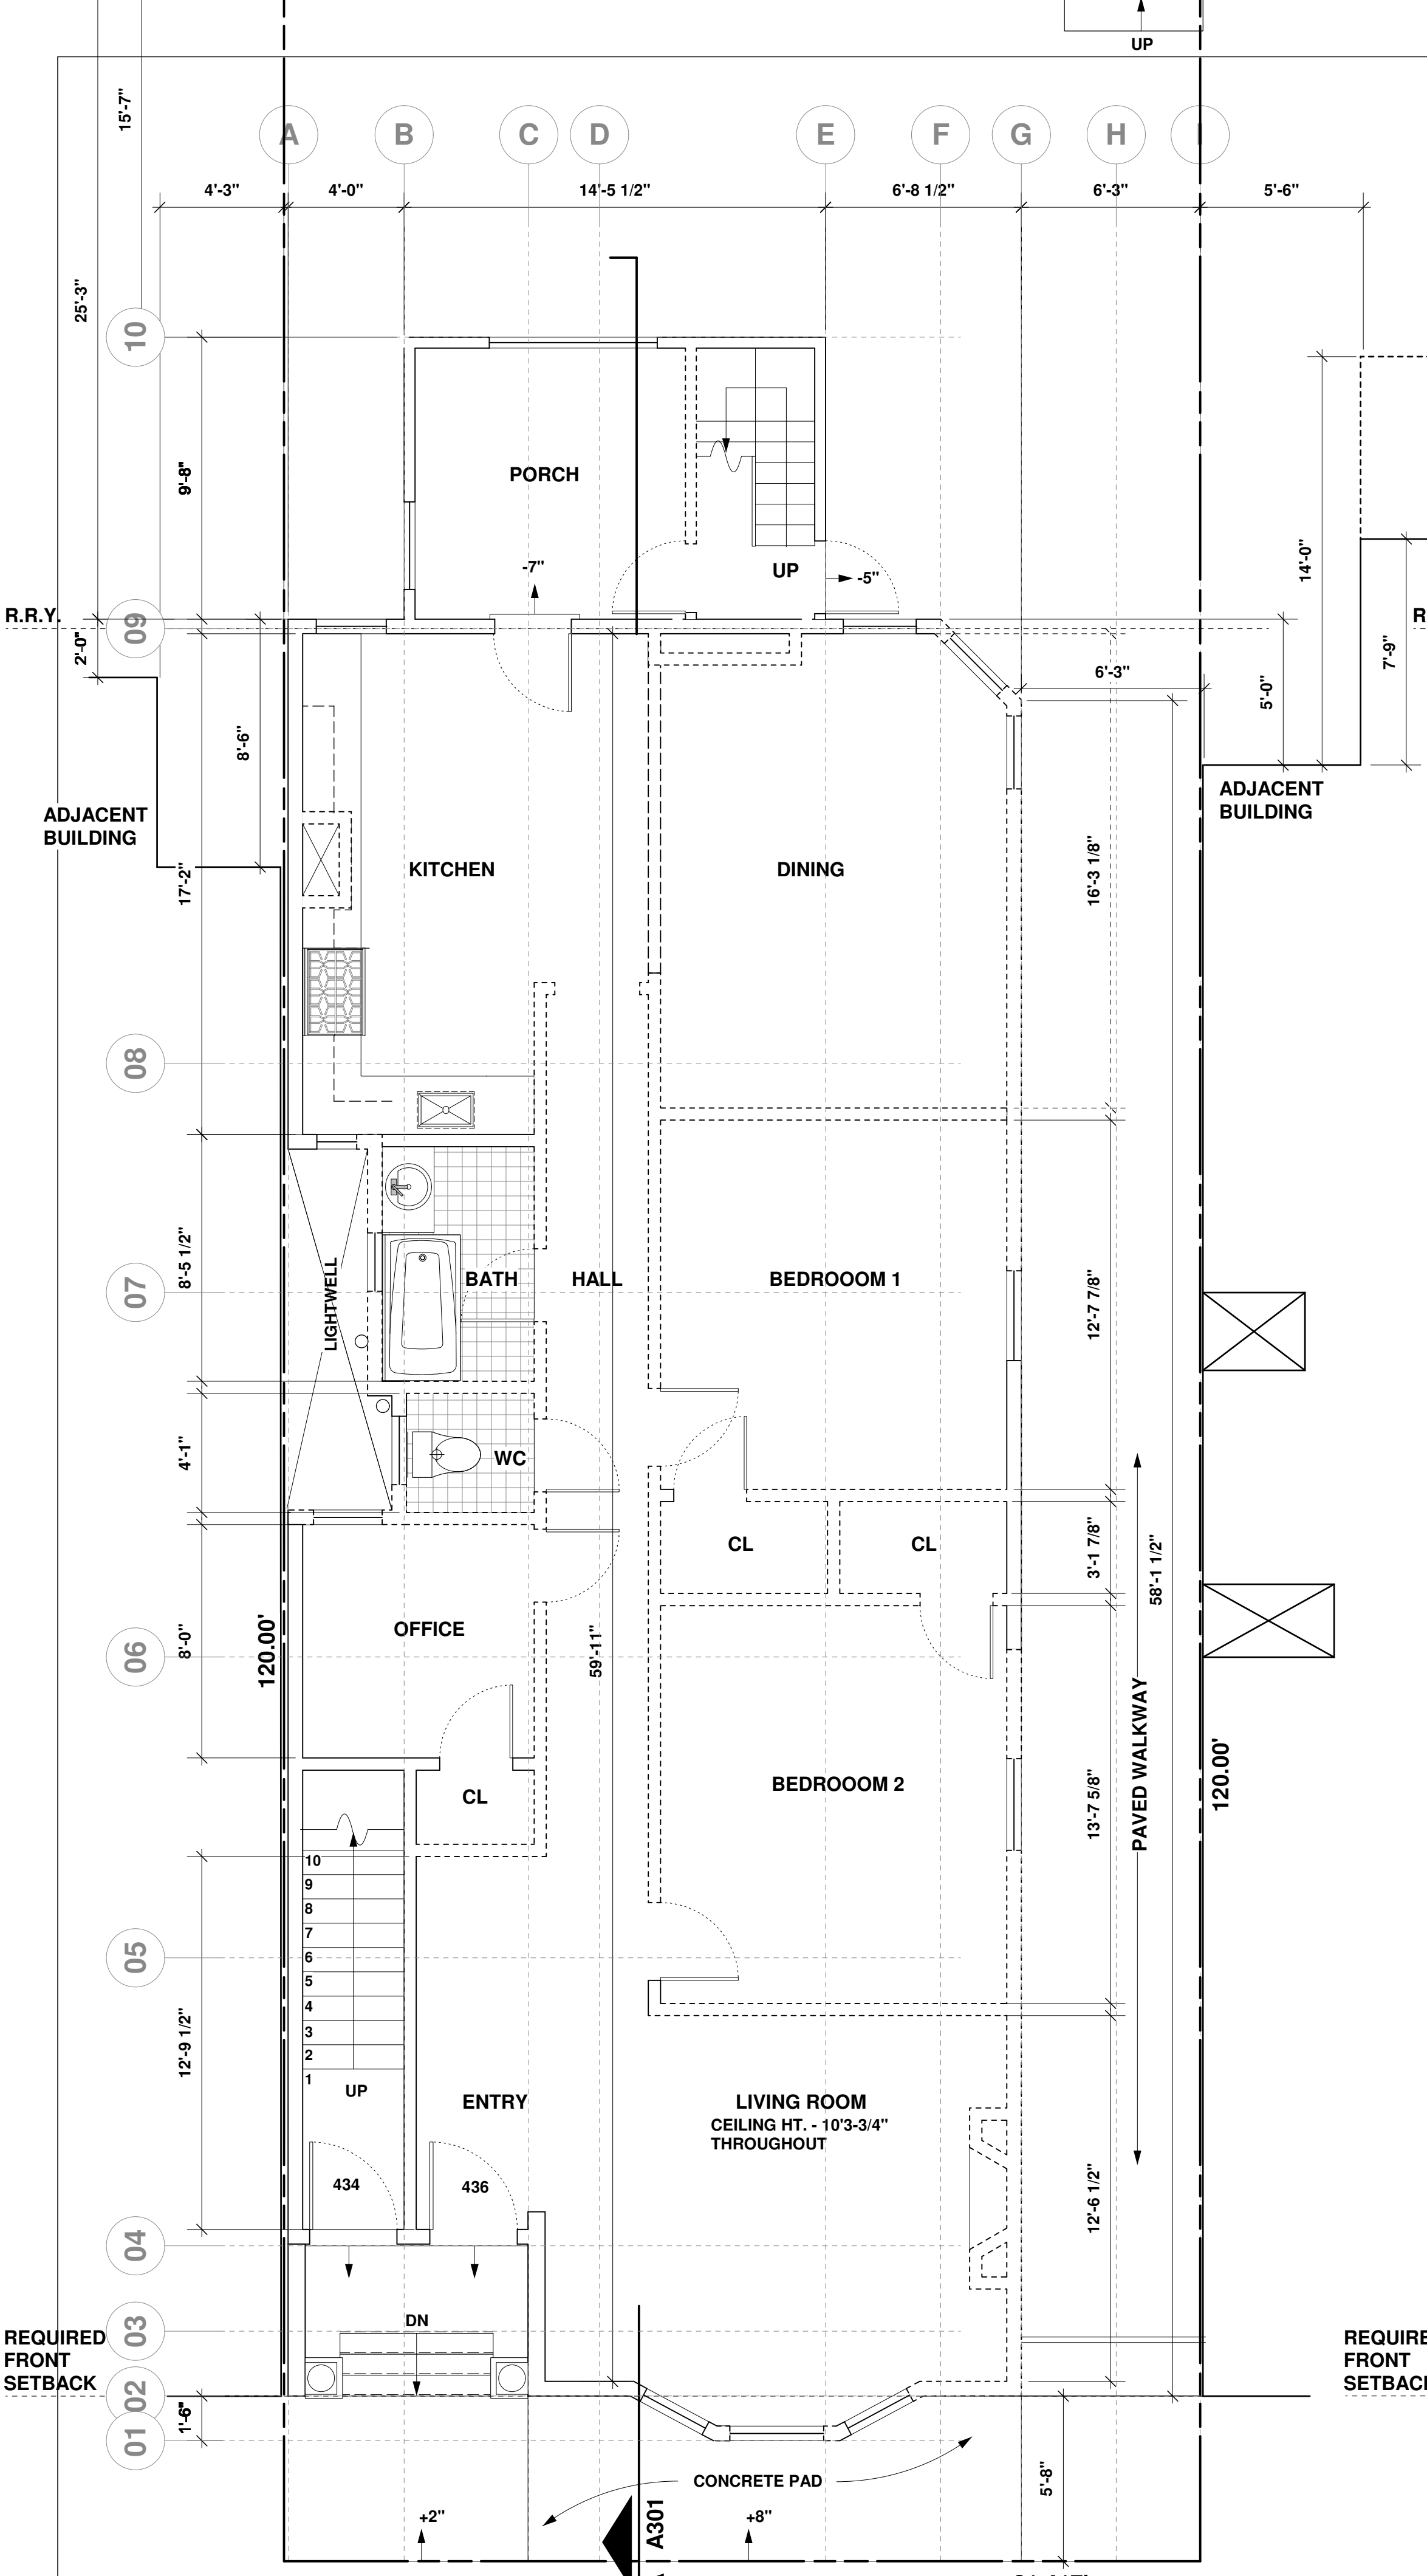 UP
15'-7"
A B C D E F G H I
4'-3" 4'-0" 14'-5 1/2" 6'-8 1/2" 6'-3" 5'-6"
25'-3"
10
9'-8"
PORCH
UP
-7"
-5"
14'-0"
R.R.Y.
09
2'-0"
7'-9"
6'-3"
5'-0"
8'-6"
ADJACENT
BUILDING
ADJACENT
BUILDING
17'-2"
KITCHEN
DINING
16'-3 1/8"
08
8'-5 1/2"
07
LIGHTWELL
BATH
HALL
BEDROOOM 1
12'-7 7/8"
4'-1"
WC
CL
CL
3'-1 7/8"
58'-1 1/2"
OFFICE
06
8'-0"
120.00'
59'-11"
PAVED WALKWAY
120.00'
BEDROOOM 2
13'-7 5/8"
CL
10
9
8
7
6
5
4
3
2
1
05
12'-9 1/2"
UP
ENTRY
LIVING ROOM
CEILING HT. - 10'3-3/4"
THROUGHOUT
12'-6 1/2"
434
436
04
DN
03
REQUIRED
FRONT
SETBACK
REQUIRE
FRONT
SETBACK
02
1'-6"
01
CONCRETE PAD
5'-8"
+2"
+8"
A301